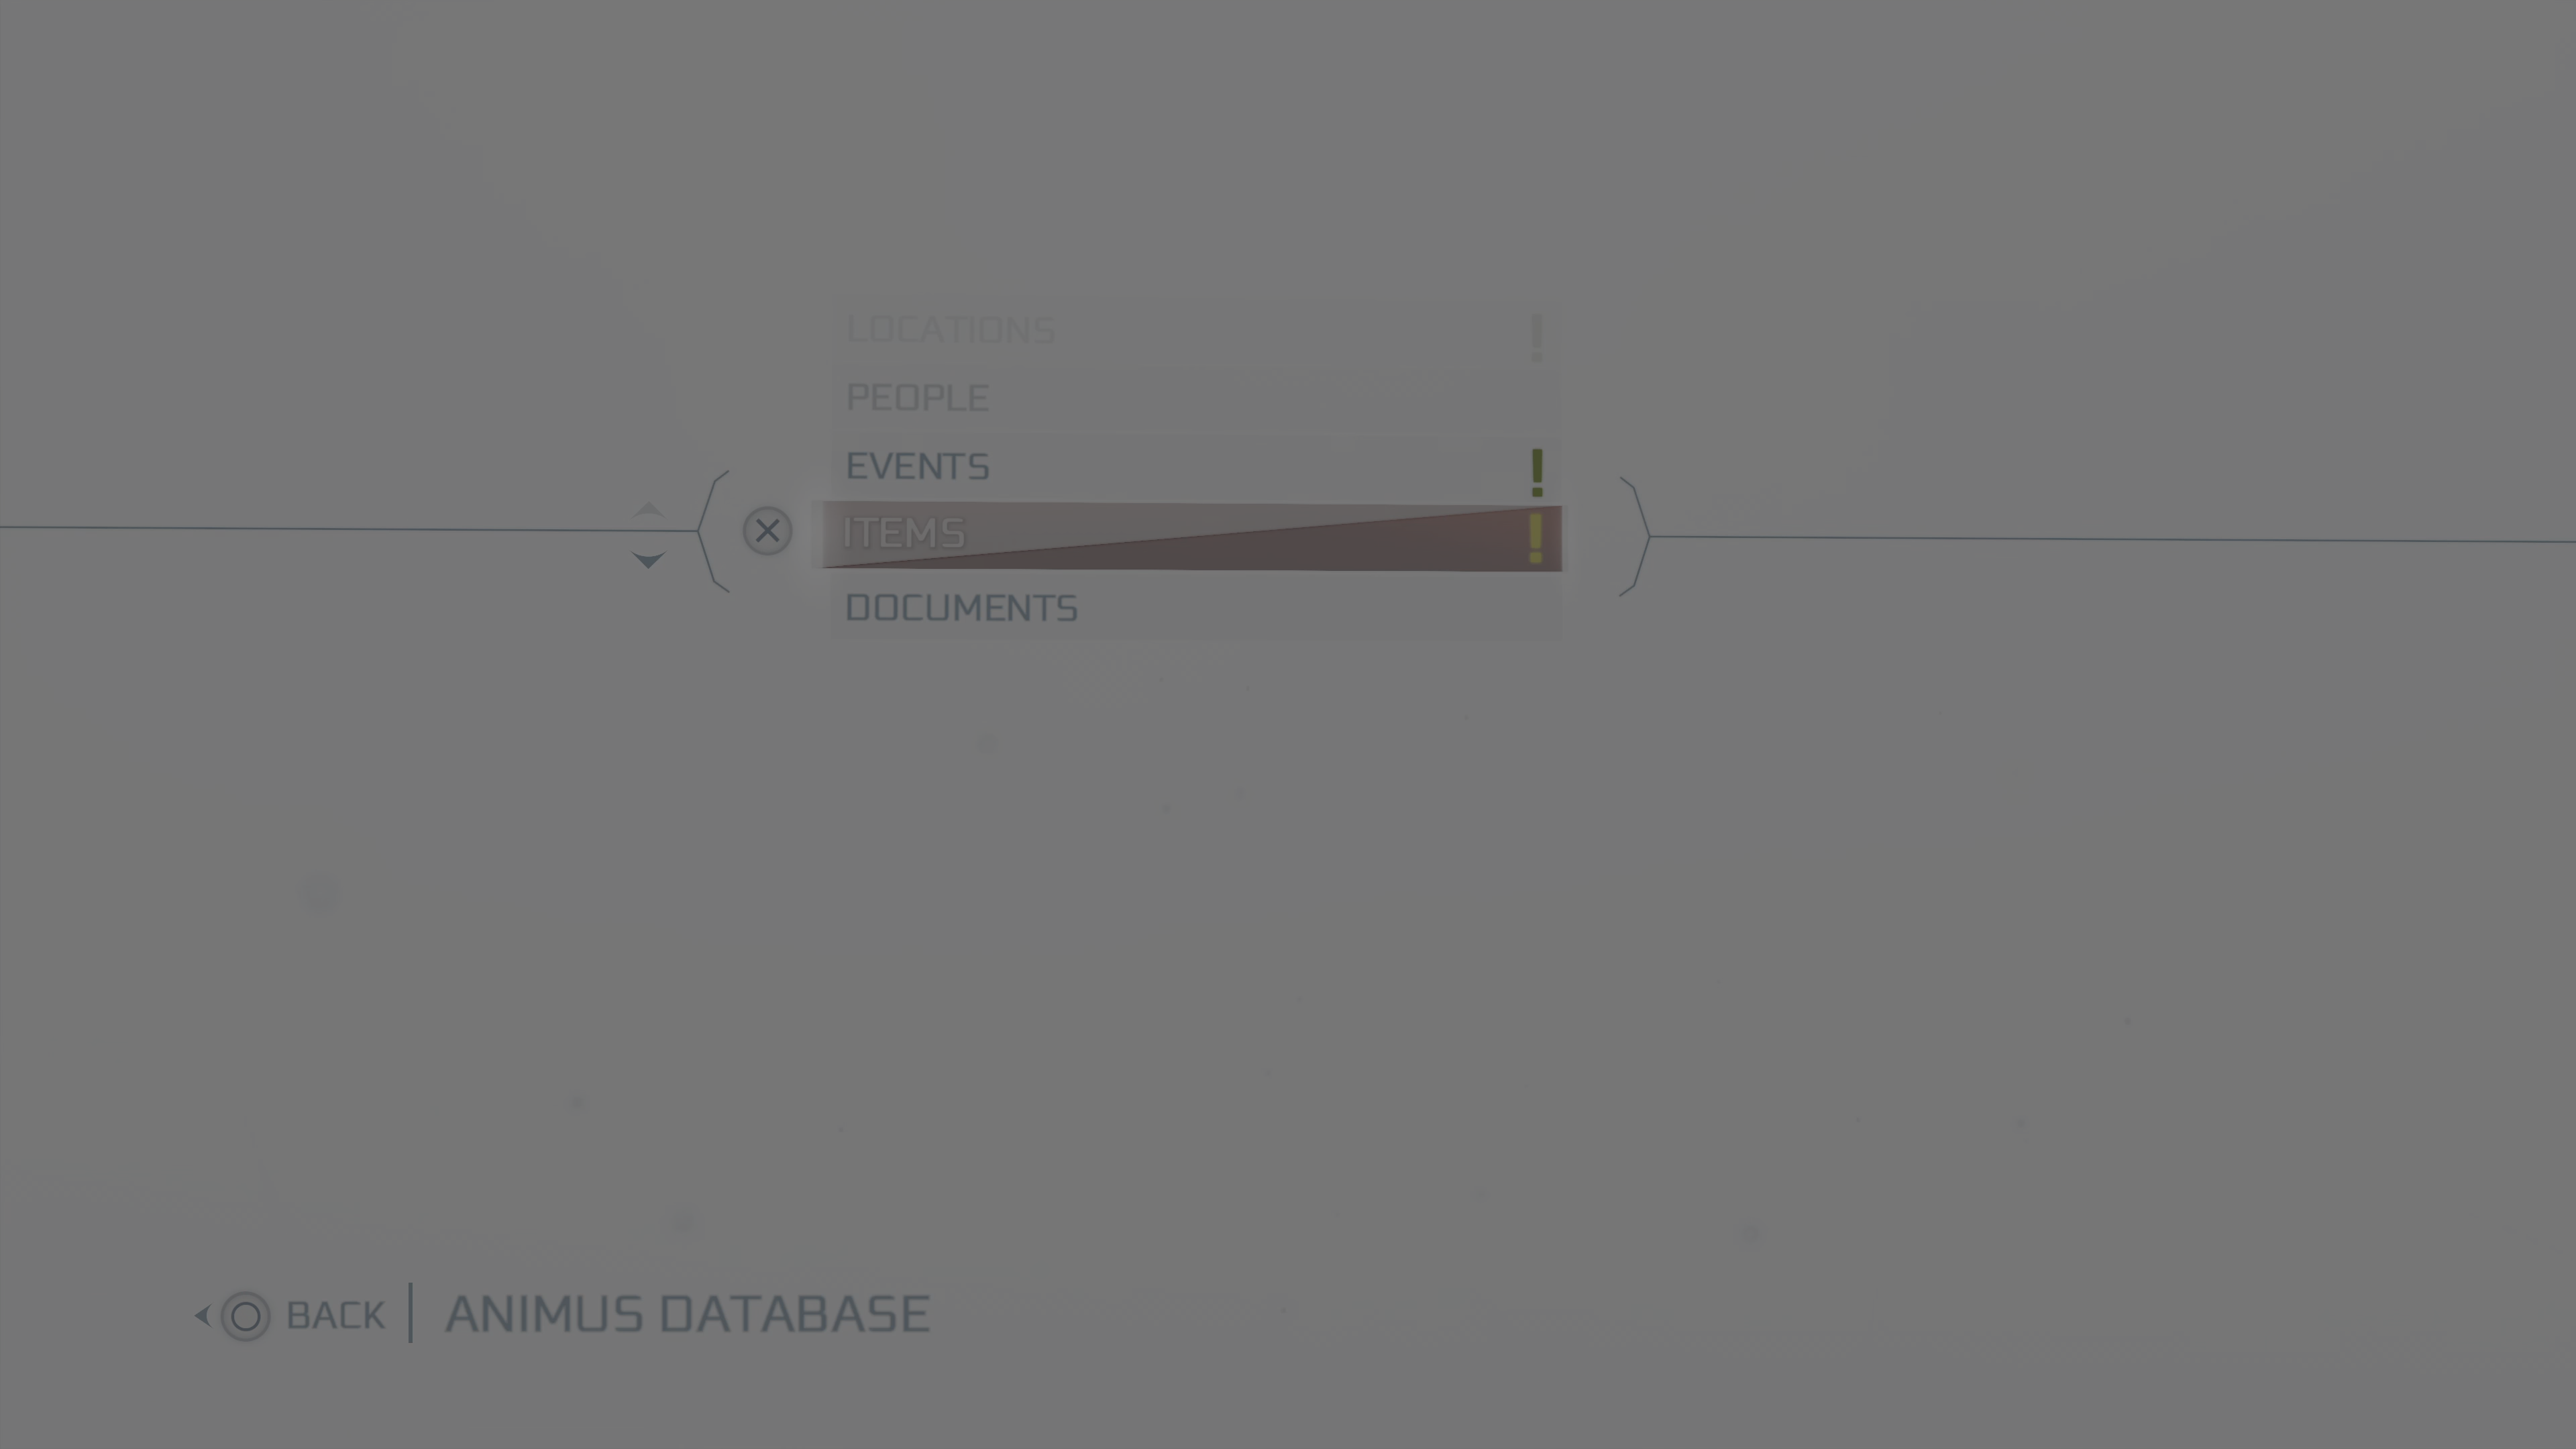 LOCATIONS !
PEOPLE
EVENTS !
ITEMS !
DOCUMENTS
BACK | ANIMUS DATABASE